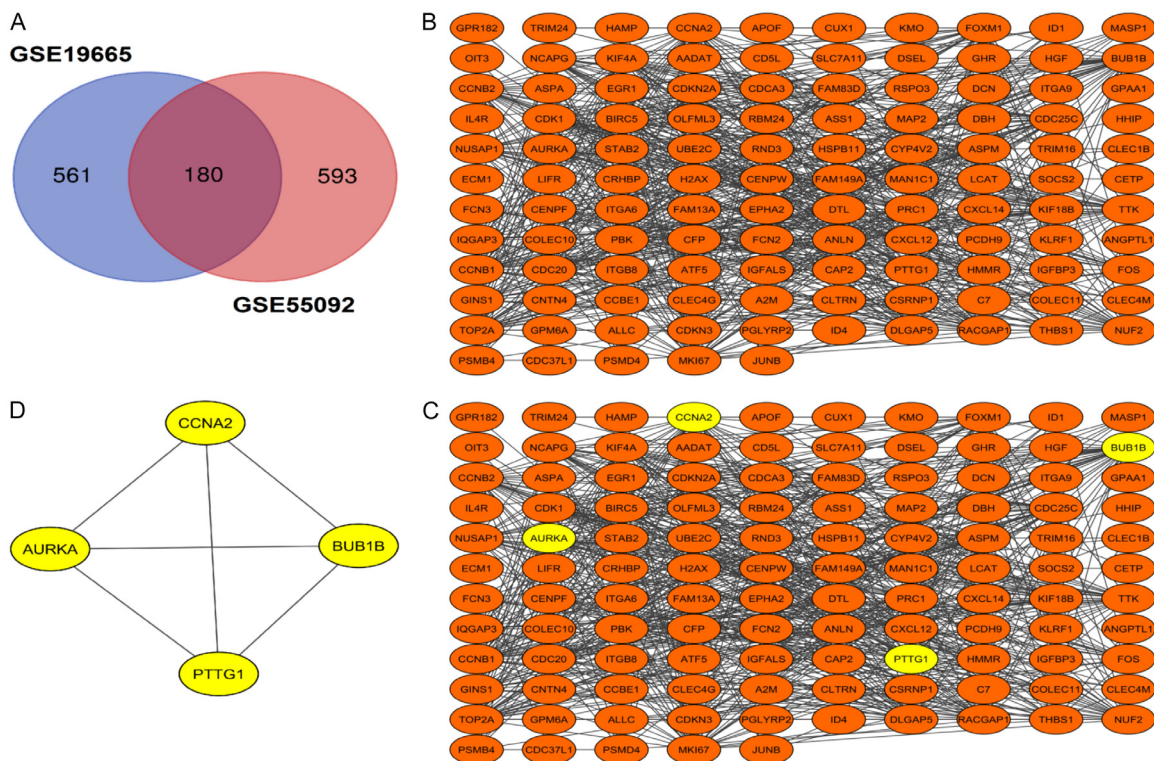 A
GSE19665
561
180
593
GSE55092
B
GPR182 TRIM24 HAMP CCNA2 APOF CUX1 KMO FOXM1 ID1 MASP1
OIT3 NCAPG KIF4A AADAT CD5L SLC7A11 DSEL GHR HGF BUB1B
CCNB2 ASPA EGR1 CDKN2A CDCA3 FAM83D RSPO3 DCN ITGA9 GPAA1
IL4R CDK1 BIRC5 OLFML3 RBM24 ASS1 MAP2 DBH CDC25C HHIP
NUSAP1 AURKA STAB2 UBE2C RND3 HSPB11 CYP4V2 ASPM TRIM16 CLEC1B
ECM1 LIFR CRHBP H2AX CENPW FAM149A MAN1C1 LCAT SOCS2 CETP
FCN3 CENPF ITGA6 FAM13A EPHA2 DTL PRC1 CXCL14 KIF18B TTK
IQGAP3 COLEC10 PBK CFP FCN2 ANLN CXCL12 PCDH9 KLRF1 ANGPTL1
CCNB1 CDC20 ITGB8 ATF5 IGFALS CAP2 PTTG1 HMMR IGFBP3 FOS
GINS1 CNTN4 CCBE1 CLEC4G A2M CLTRN CSRNP1 C7 COLEC11 CLEC4M
TOP2A GPM6A ALLC CDKN3 PGLYRP2 ID4 DLGAP5 RACGAP1 THBS1 NUF2
PSMB4 CDC37L1 PSMD4 MKI67 JUNB
D
CCNA2
AURKA
BUB1B
PTTG1
C
GPR182 TRIM24 HAMP CCNA2 APOF CUX1 KMO FOXM1 ID1 MASP1
OIT3 NCAPG KIF4A AADAT CD5L SLC7A11 DSEL GHR HGF BUB1B
CCNB2 ASPA EGR1 CDKN2A CDCA3 FAM83D RSPO3 DCN ITGA9 GPAA1
IL4R CDK1 BIRC5 OLFML3 RBM24 ASS1 MAP2 DBH CDC25C HHIP
NUSAP1 AURKA STAB2 UBE2C RND3 HSPB11 CYP4V2 ASPM TRIM16 CLEC1B
ECM1 LIFR CRHBP H2AX CENPW FAM149A MAN1C1 LCAT SOCS2 CETP
FCN3 CENPF ITGA6 FAM13A EPHA2 DTL PRC1 CXCL14 KIF18B TTK
IQGAP3 COLEC10 PBK CFP FCN2 ANLN CXCL12 PCDH9 KLRF1 ANGPTL1
CCNB1 CDC20 ITGB8 ATF5 IGFALS CAP2 PTTG1 HMMR IGFBP3 FOS
GINS1 CNTN4 CCBE1 CLEC4G A2M CLTRN CSRNP1 C7 COLEC11 CLEC4M
TOP2A GPM6A ALLC CDKN3 PGLYRP2 ID4 DLGAP5 RACGAP1 THBS1 NUF2
PSMB4 CDC37L1 PSMD4 MKI67 JUNB